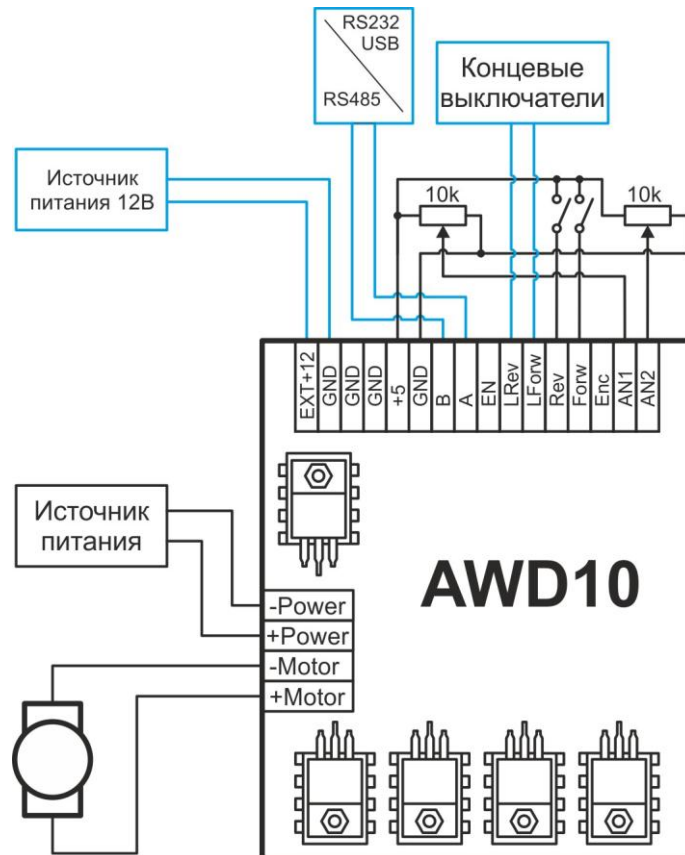 RS232
USB
RS485
Концевые
выключатели
Источник
питания 12В
10k
10k
EXT+12
GND
GND
GND
+5
GND
B
A
EN
LRev
LForw
Rev
Forw
Enc
AN1
AN2
Источник
питания
AWD10
-Power
+Power
-Motor
+Motor